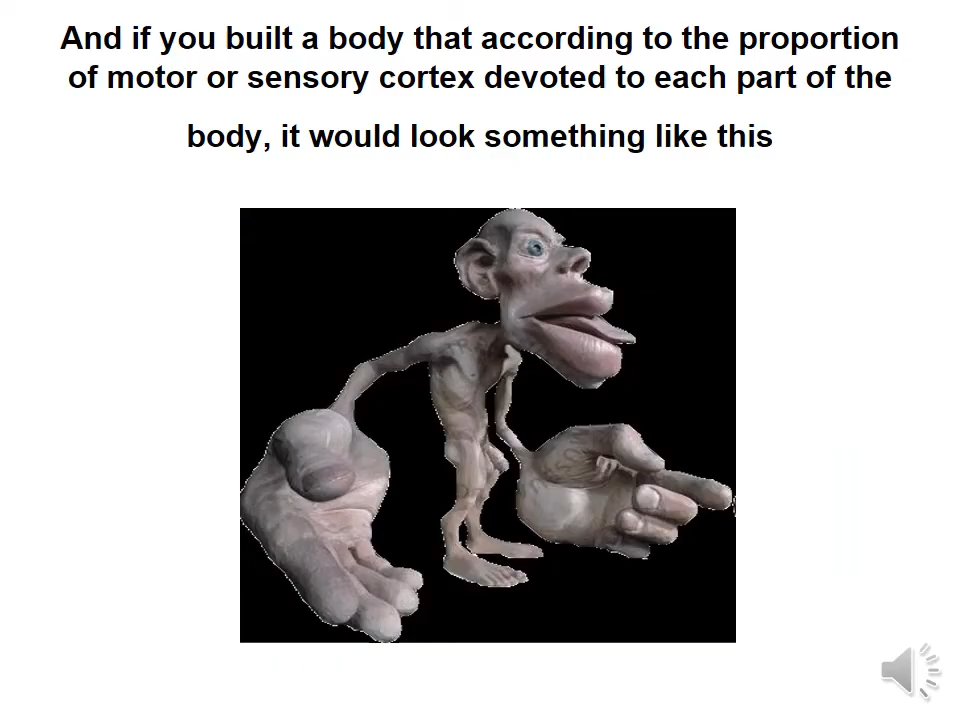 And if you built a body that according to the proportion
of motor or sensory cortex devoted to each part of the
body, it would look something like this